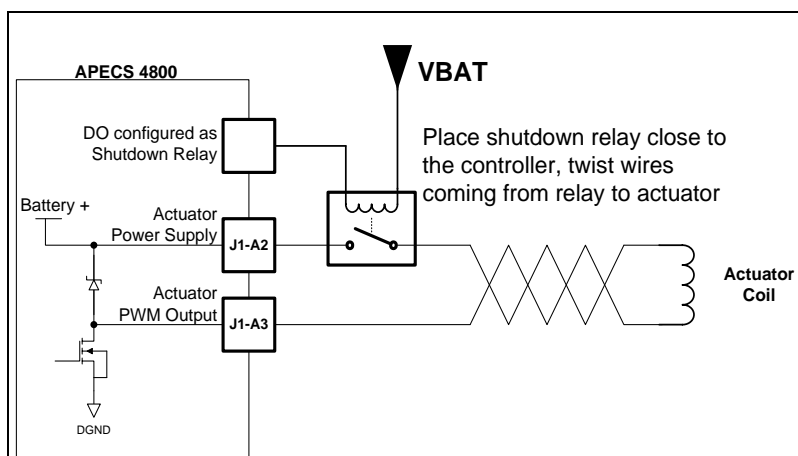 APECS 4800
VBAT
DO configured as
Shutdown Relay
Place shutdown relay close to
the controller, twist wires
coming from relay to actuator
Battery +
Actuator
Power Supply
J1-A2
Actuator
PWM Output
J1-A3
Actuator
Coil
DGND